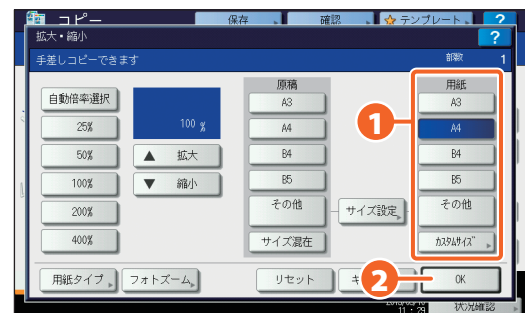 コピー
保存
確認
テンプレート
?
拡大・縮小
?
手差しコピーできます
部数 1
自動倍率選択
25%
50%
100%
200%
400%
100 %
▲ 拡大
▼ 縮小
原稿
A3
A4
B4
B5
その他
サイズ混在
サイズ設定
1
用紙
A3
A4
B4
B5
その他
カスタムサイズ
用紙タイプ
フォトズーム
リセット
キ
2
OK
11:29
状況確認